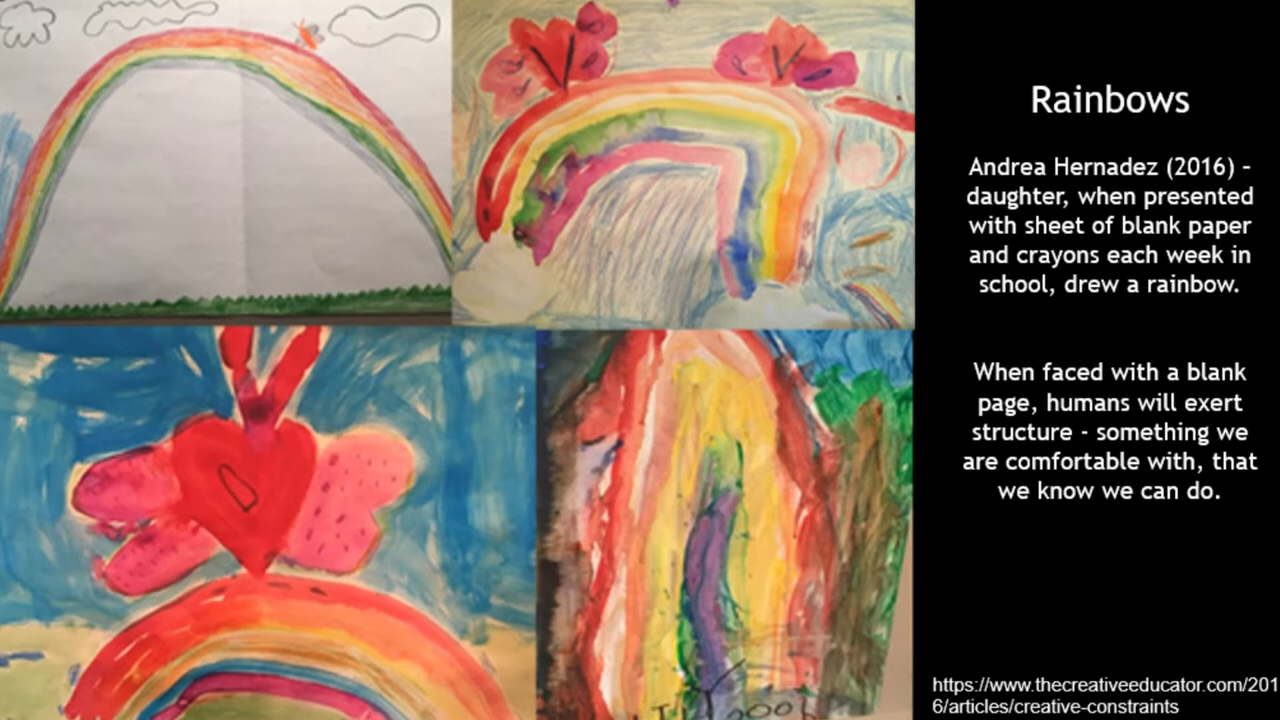 Rainbows
Andrea Hernadez (2016) –
daughter, when presented
with sheet of blank paper
and crayons each week in
school, drew a rainbow.
When faced with a blank
page, humans will exert
structure - something we
are comfortable with, that
we know we can do.
https://www.thecreativeeducator.com/201
6/articles/creative-constraints